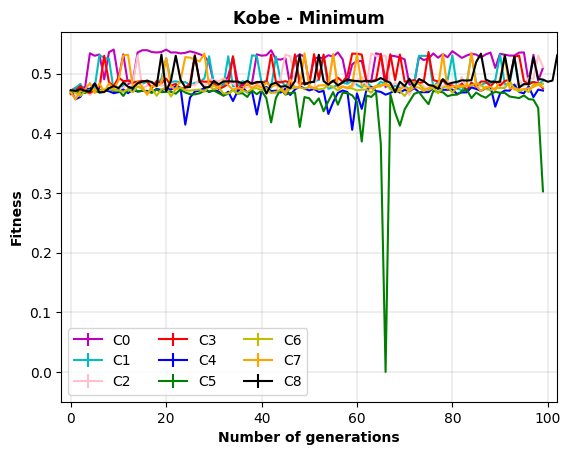 Kobe - Minimum
Fitness
0.5
0.4
0.3
0.2
0.1
0.0
C0 C3 C6
C1 C4 C7
C2 C5 C8
0 20 40 60 80 100
Number of generations